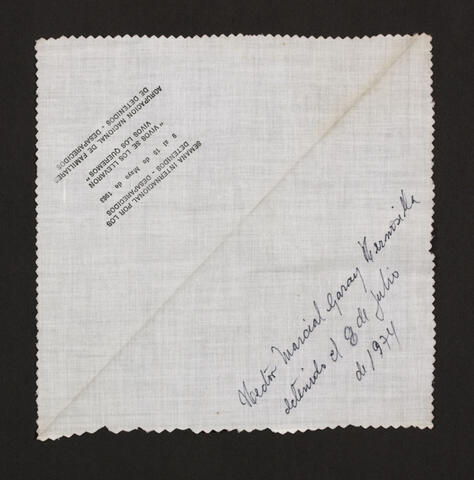 SEMANA INTERNACIONAL POR LOS
DETENIDOS - DESAPARECIDOS
9 al 15 de Mayo de 1983
"VIVOS SE LOS LLEVARON
VIVOS LOS QUEREMOS"
AGRUPACION NACIONAL DE FAMILIARE
DE DETENIDOS - DESAPARECIDOS
Hector Marcial Garay Hermosilla
detenido el 8 de julio
de 1974